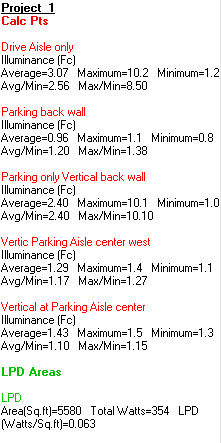 Project_1
Calc Pts
Drive Aisle only
Illuminance (Fc)
Average=3.07 Maximum=10.2 Minimum=1.2
Avg/Min=2.56 Max/Min=8.50
Parking back wall
Illuminance (Fc)
Average=0.96 Maximum=1.1 Minimum=0.8
Avg/Min=1.20 Max/Min=1.38
Parking only Vertical back wall
Illuminance (Fc)
Average=2.40 Maximum=10.1 Minimum=1.0
Avg/Min=2.40 Max/Min=10.10
Vertic Parking Aisle center west
Illuminance (Fc)
Average=1.29 Maximum=1.4 Minimum=1.1
Avg/Min=1.17 Max/Min=1.27
Vertical at Parking Aisle center
Illuminance (Fc)
Average=1.43 Maximum=1.5 Minimum=1.3
Avg/Min=1.10 Max/Min=1.15
LPD Areas
LPD
Area(Sq.ft)=5580 Total Watts=354 LPD
(Watts/Sq.ft)=0.063